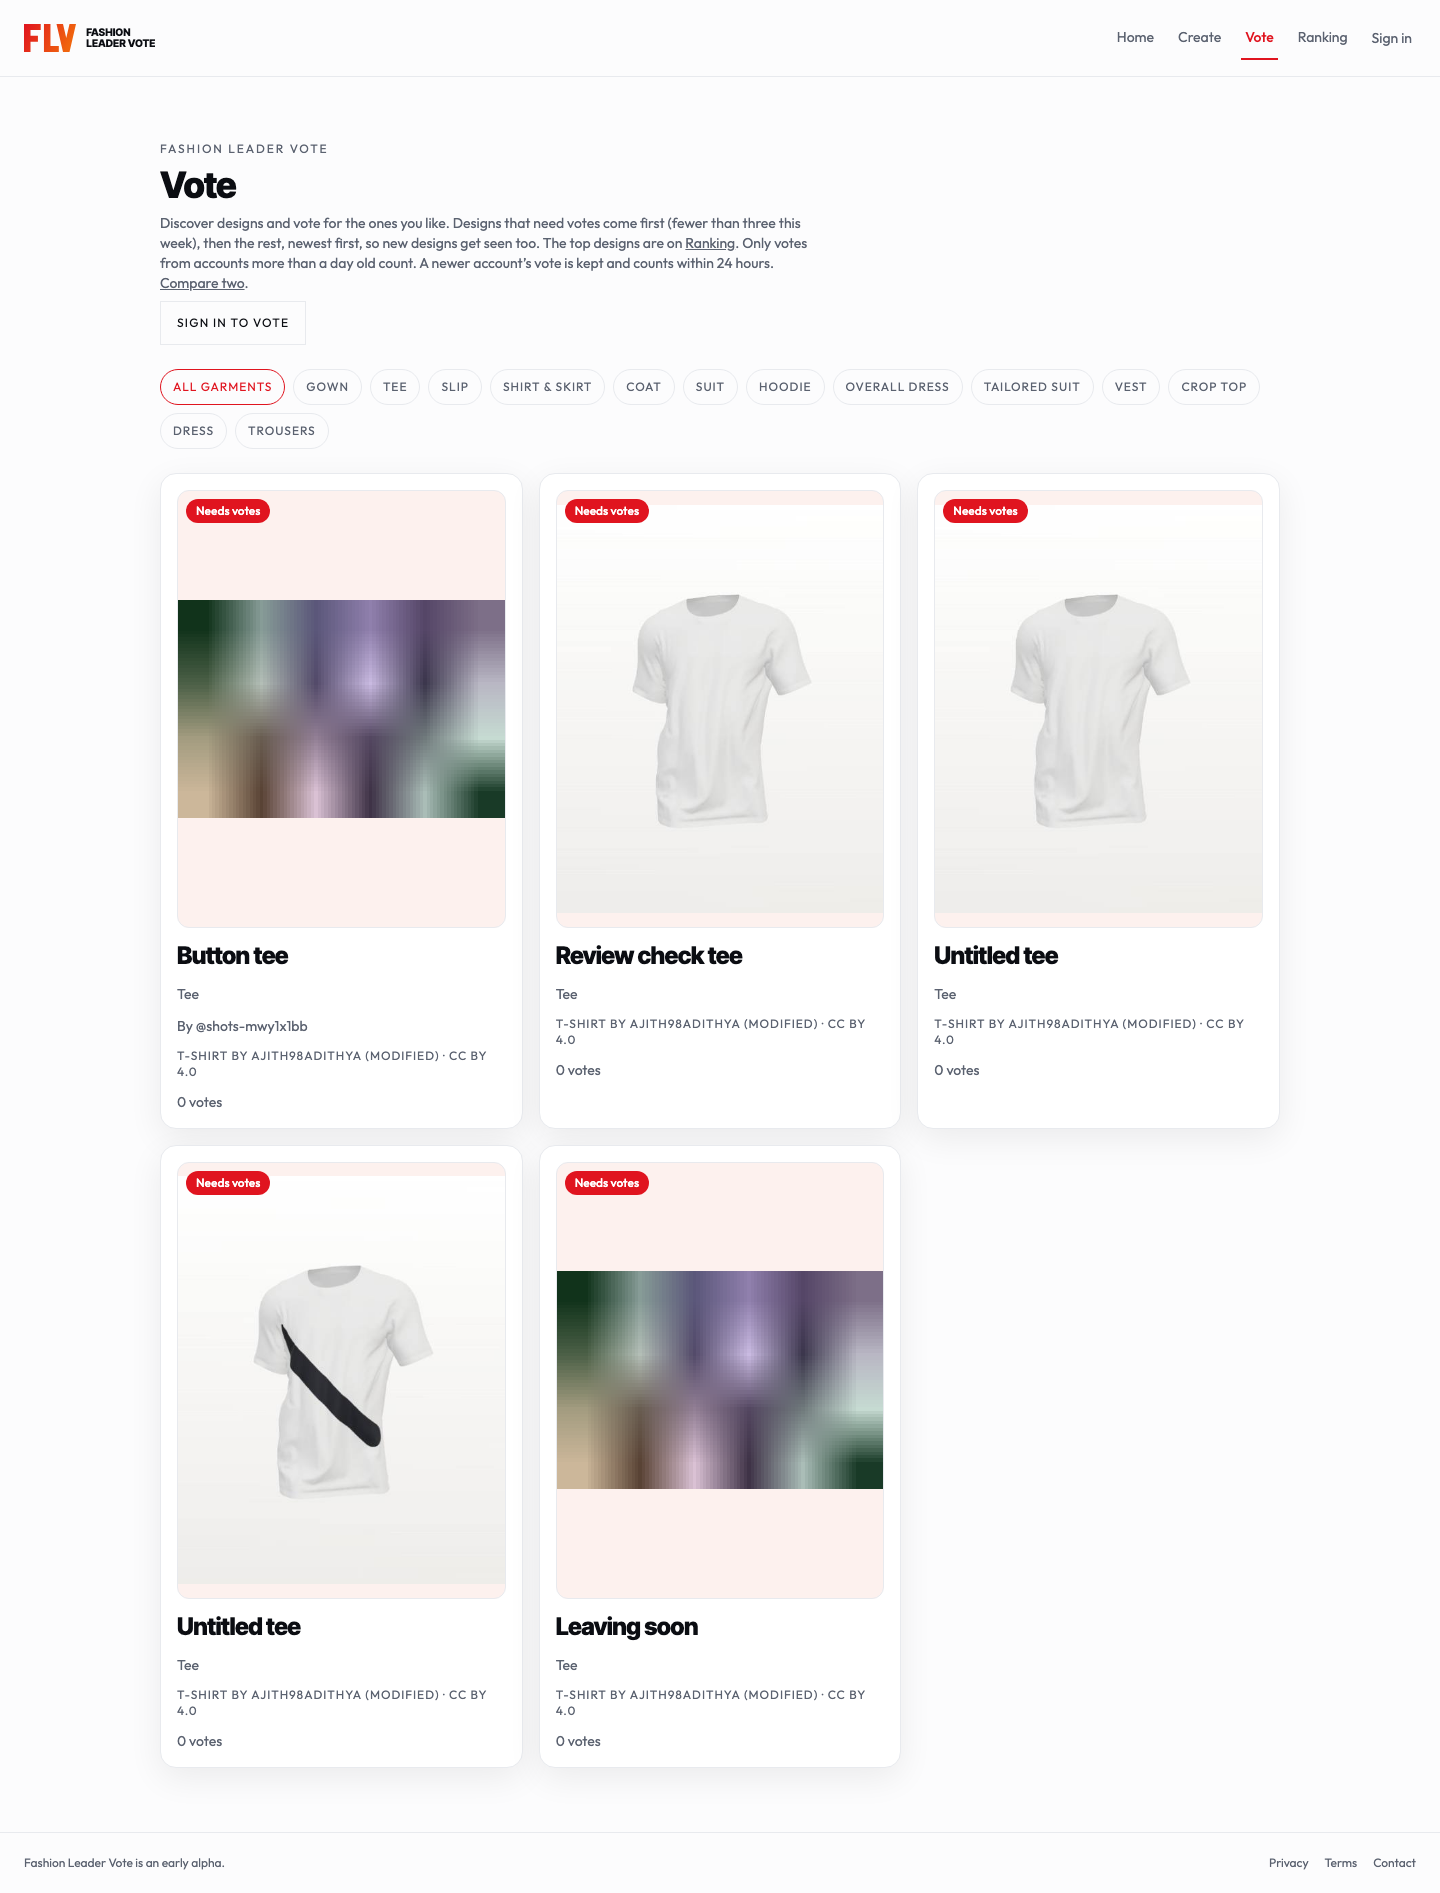 FLV FASHION
LEADER VOTE
Home Create Vote Ranking Sign in
FASHION LEADER VOTE
Vote
Discover designs and vote for the ones you like. Designs that need votes come first (fewer than three this
week), then the rest, newest first, so new designs get seen too. The top designs are on Ranking. Only votes
from accounts more than a day old count. A newer account's vote is kept and counts within 24 hours.
Compare two.
SIGN IN TO VOTE
ALL GARMENTS GOWN TEE SLIP SHIRT & SKIRT COAT SUIT HOODIE OVERALL DRESS TAILORED SUIT VEST CROP TOP
DRESS TROUSERS
Needs votes
Button tee
Tee
By @shots-mwy1x1bb
T-SHIRT BY AJITH98ADITHYA (MODIFIED) · CC BY
4.0
0 votes
Needs votes
Review check tee
Tee
T-SHIRT BY AJITH98ADITHYA (MODIFIED) · CC BY
4.0
0 votes
Needs votes
Untitled tee
Tee
T-SHIRT BY AJITH98ADITHYA (MODIFIED) · CC BY
4.0
0 votes
Needs votes
Untitled tee
Tee
T-SHIRT BY AJITH98ADITHYA (MODIFIED) · CC BY
4.0
0 votes
Needs votes
Leaving soon
Tee
T-SHIRT BY AJITH98ADITHYA (MODIFIED) · CC BY
4.0
0 votes
Fashion Leader Vote is an early alpha.
Privacy Terms Contact